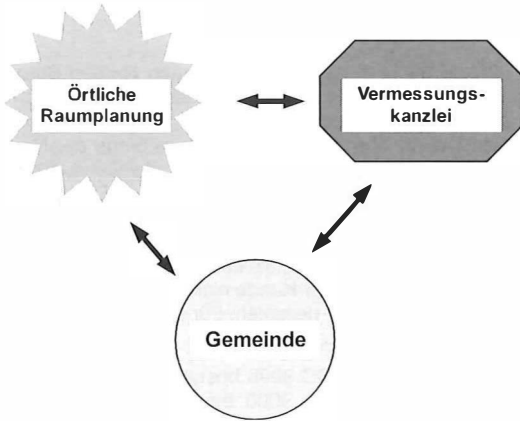 Örtliche
Raumplanung
Vermessungs-
kanzlei
Gemeinde